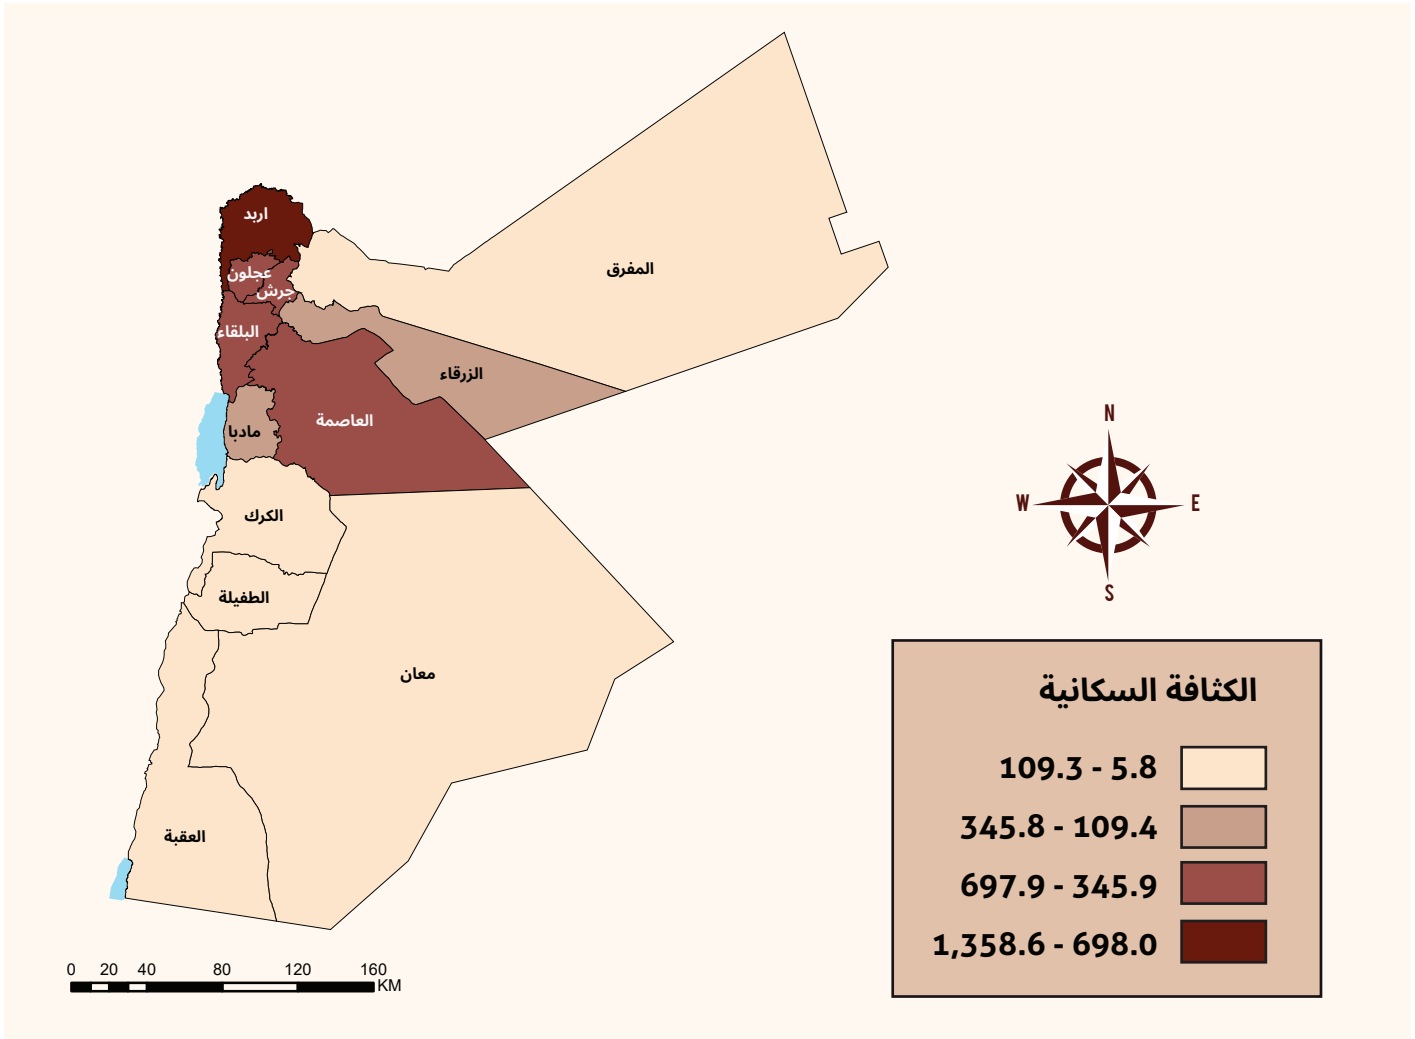 اربد
عجلون
جرش
المفرق
البلقاء
الزرقاء
العاصمة
مادبا
الكرك
الطفيلة
معان
العقبة
N
W
E
S
الكثافة السكانية
109.3 - 5.8
345.8 - 109.4
697.9 - 345.9
1,358.6 - 698.0
0 20 40 80 120 160
KM